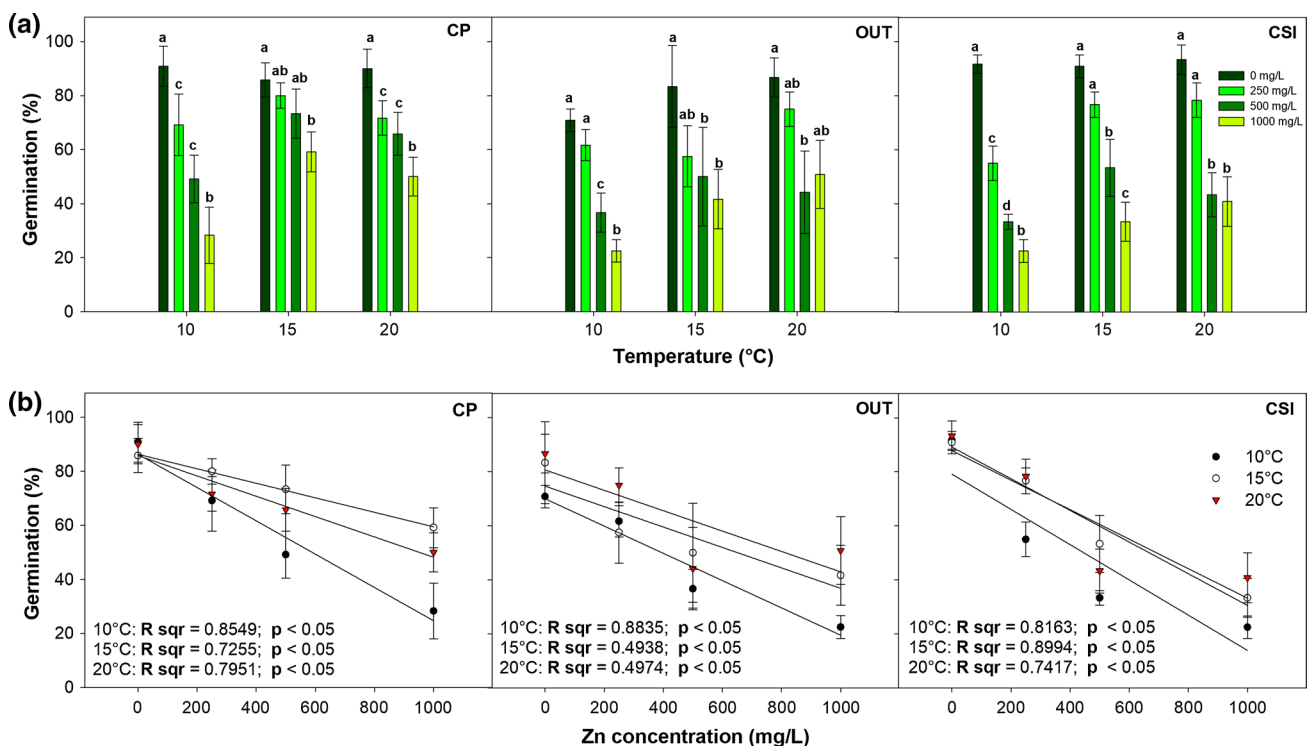 (a)
CP
OUT
CSI
Germination (%)
100
80
60
40
20
0
a c c b
a ab ab b
a c c b
a a c b
a ab b b
a ab b ab
a c d b
a a b c
a a b b
0 mg/L
250 mg/L
500 mg/L
1000 mg/L
10 15 20 10 15 20 10 15 20
Temperature (°C)
(b)
CP
OUT
CSI
Germination (%)
100
80
60
40
20
0
10°C
15°C
20°C
10°C: R sqr = 0.8549; p < 0.05
15°C: R sqr = 0.7255; p < 0.05
20°C: R sqr = 0.7951; p < 0.05
10°C: R sqr = 0.8835; p < 0.05
15°C: R sqr = 0.4938; p < 0.05
20°C: R sqr = 0.4974; p < 0.05
10°C: R sqr = 0.8163; p < 0.05
15°C: R sqr = 0.8994; p < 0.05
20°C: R sqr = 0.7417; p < 0.05
0 200 400 600 800 1000 0 200 400 600 800 1000 0 200 400 600 800 1000
Zn concentration (mg/L)